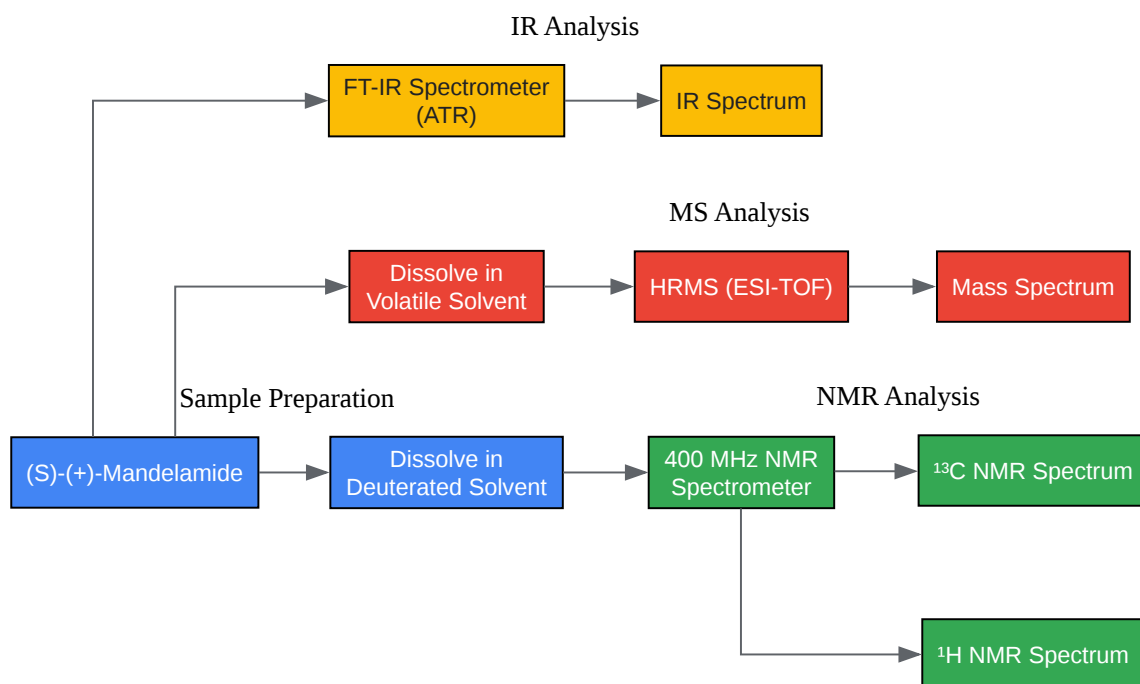 IR Analysis
FT-IR Spectrometer
(ATR)
IR Spectrum
MS Analysis
Dissolve in
Volatile Solvent
HRMS (ESI-TOF)
Mass Spectrum
Sample Preparation
NMR Analysis
(S)-(+)-Mandelamide
Dissolve in
Deuterated Solvent
400 MHz NMR
Spectrometer
¹³C NMR Spectrum
¹H NMR Spectrum